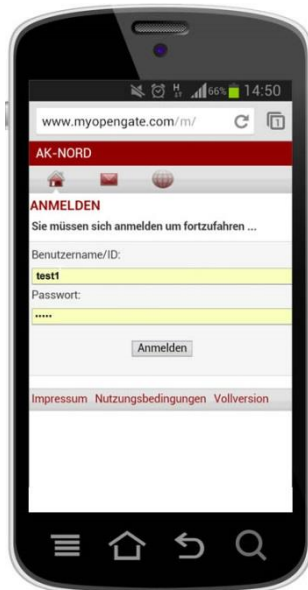 66% 14:50
www.myopengate.com/m/
AK-NORD
ANMELDEN
Sie müssen sich anmelden um fortzufahren ...
Benutzername/ID:
test1
Passwort:
•••••
Anmelden
Impressum Nutzungsbedingungen Vollversion